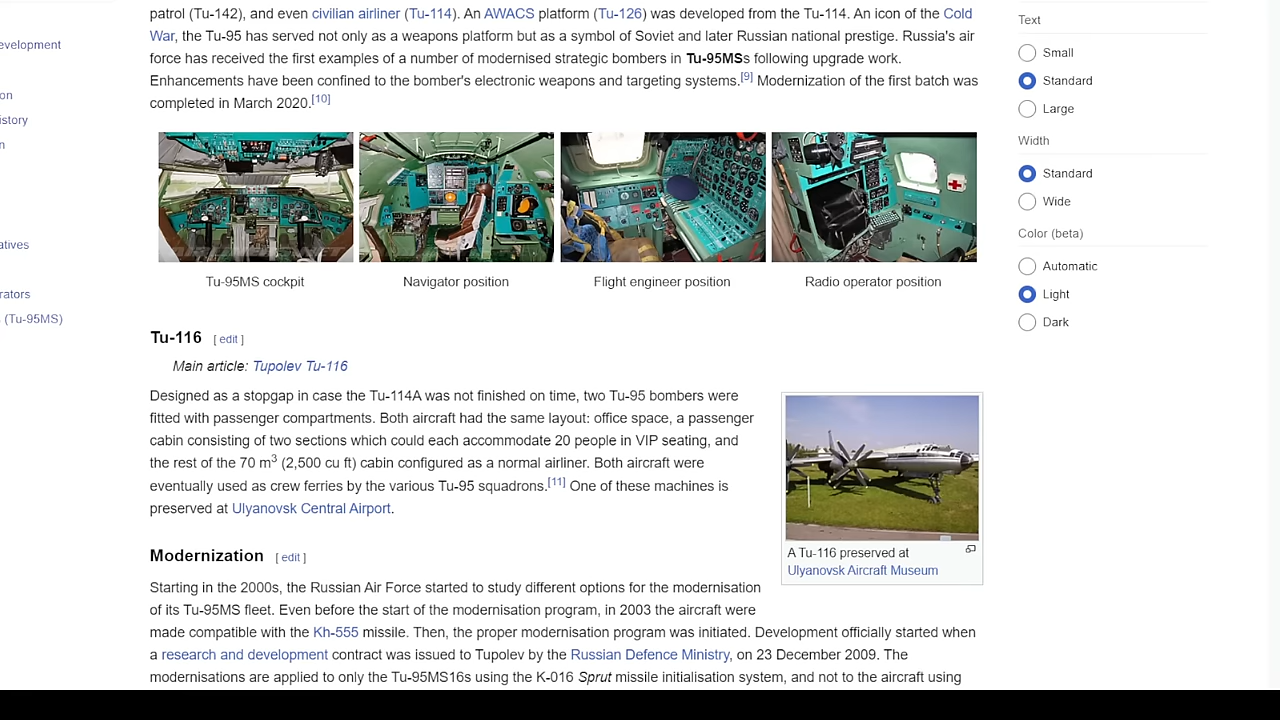 patrol (Tu-142), and even civilian airliner (Tu-114). An AWACS platform (Tu-126) was developed from the Tu-114. An icon of the Cold
War, the Tu-95 has served not only as a weapons platform but as a symbol of Soviet and later Russian national prestige. Russia's air
force has received the first examples of a number of modernised strategic bombers in Tu-95MSs following upgrade work.
Enhancements have been confined to the bomber's electronic weapons and targeting systems.[9] Modernization of the first batch was
completed in March 2020.[10]
Tu-95MS cockpit
Navigator position
Flight engineer position
Radio operator position
Tu-116 [ edit ]
Main article: Tupolev Tu-116
Designed as a stopgap in case the Tu-114A was not finished on time, two Tu-95 bombers were
fitted with passenger compartments. Both aircraft had the same layout: office space, a passenger
cabin consisting of two sections which could each accommodate 20 people in VIP seating, and
the rest of the 70 m3 (2,500 cu ft) cabin configured as a normal airliner. Both aircraft were
eventually used as crew ferries by the various Tu-95 squadrons.[11] One of these machines is
preserved at Ulyanovsk Central Airport.
A Tu-116 preserved at
Ulyanovsk Aircraft Museum
Modernization [ edit ]
Starting in the 2000s, the Russian Air Force started to study different options for the modernisation
of its Tu-95MS fleet. Even before the start of the modernisation program, in 2003 the aircraft were
made compatible with the Kh-555 missile. Then, the proper modernisation program was initiated. Development officially started when
a research and development contract was issued to Tupolev by the Russian Defence Ministry, on 23 December 2009. The
modernisations are applied to only the Tu-95MS16s using the K-016 Sprut missile initialisation system, and not to the aircraft using
evelopment
on
istory
n
atives
rators
(Tu-95MS)
Text
Small
Standard
Large
Width
Standard
Wide
Color (beta)
Automatic
Light
Dark